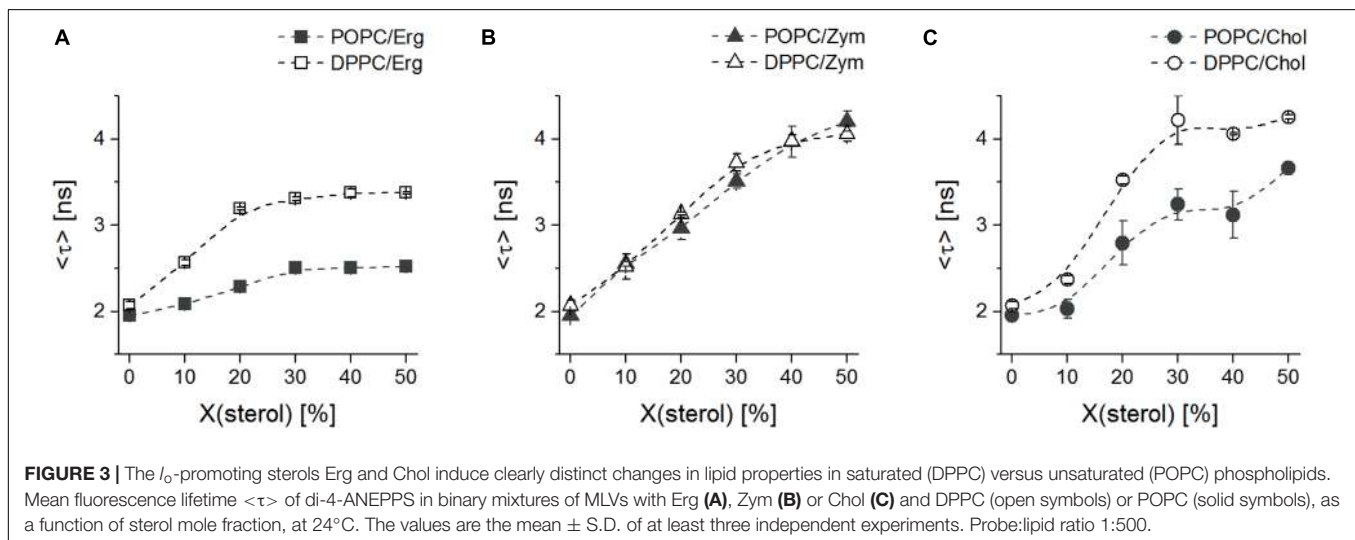 A
POPC/Erg
DPPC/Erg
<τ> [ns]
4
3
2
0 10 20 30 40 50
X(sterol) [%]
B
POPC/Zym
DPPC/Zym
<τ> [ns]
4
3
2
0 10 20 30 40 50
X(sterol) [%]
C
POPC/Chol
DPPC/Chol
<τ> [ns]
4
3
2
0 10 20 30 40 50
X(sterol) [%]
FIGURE 3 | The lo-promoting sterols Erg and Chol induce clearly distinct changes in lipid properties in saturated (DPPC) versus unsaturated (POPC) phospholipids.
Mean fluorescence lifetime <τ> of di-4-ANEPPS in binary mixtures of MLVs with Erg (A), Zym (B) or Chol (C) and DPPC (open symbols) or POPC (solid symbols), as
a function of sterol mole fraction, at 24°C. The values are the mean ± S.D. of at least three independent experiments. Probe:lipid ratio 1:500.